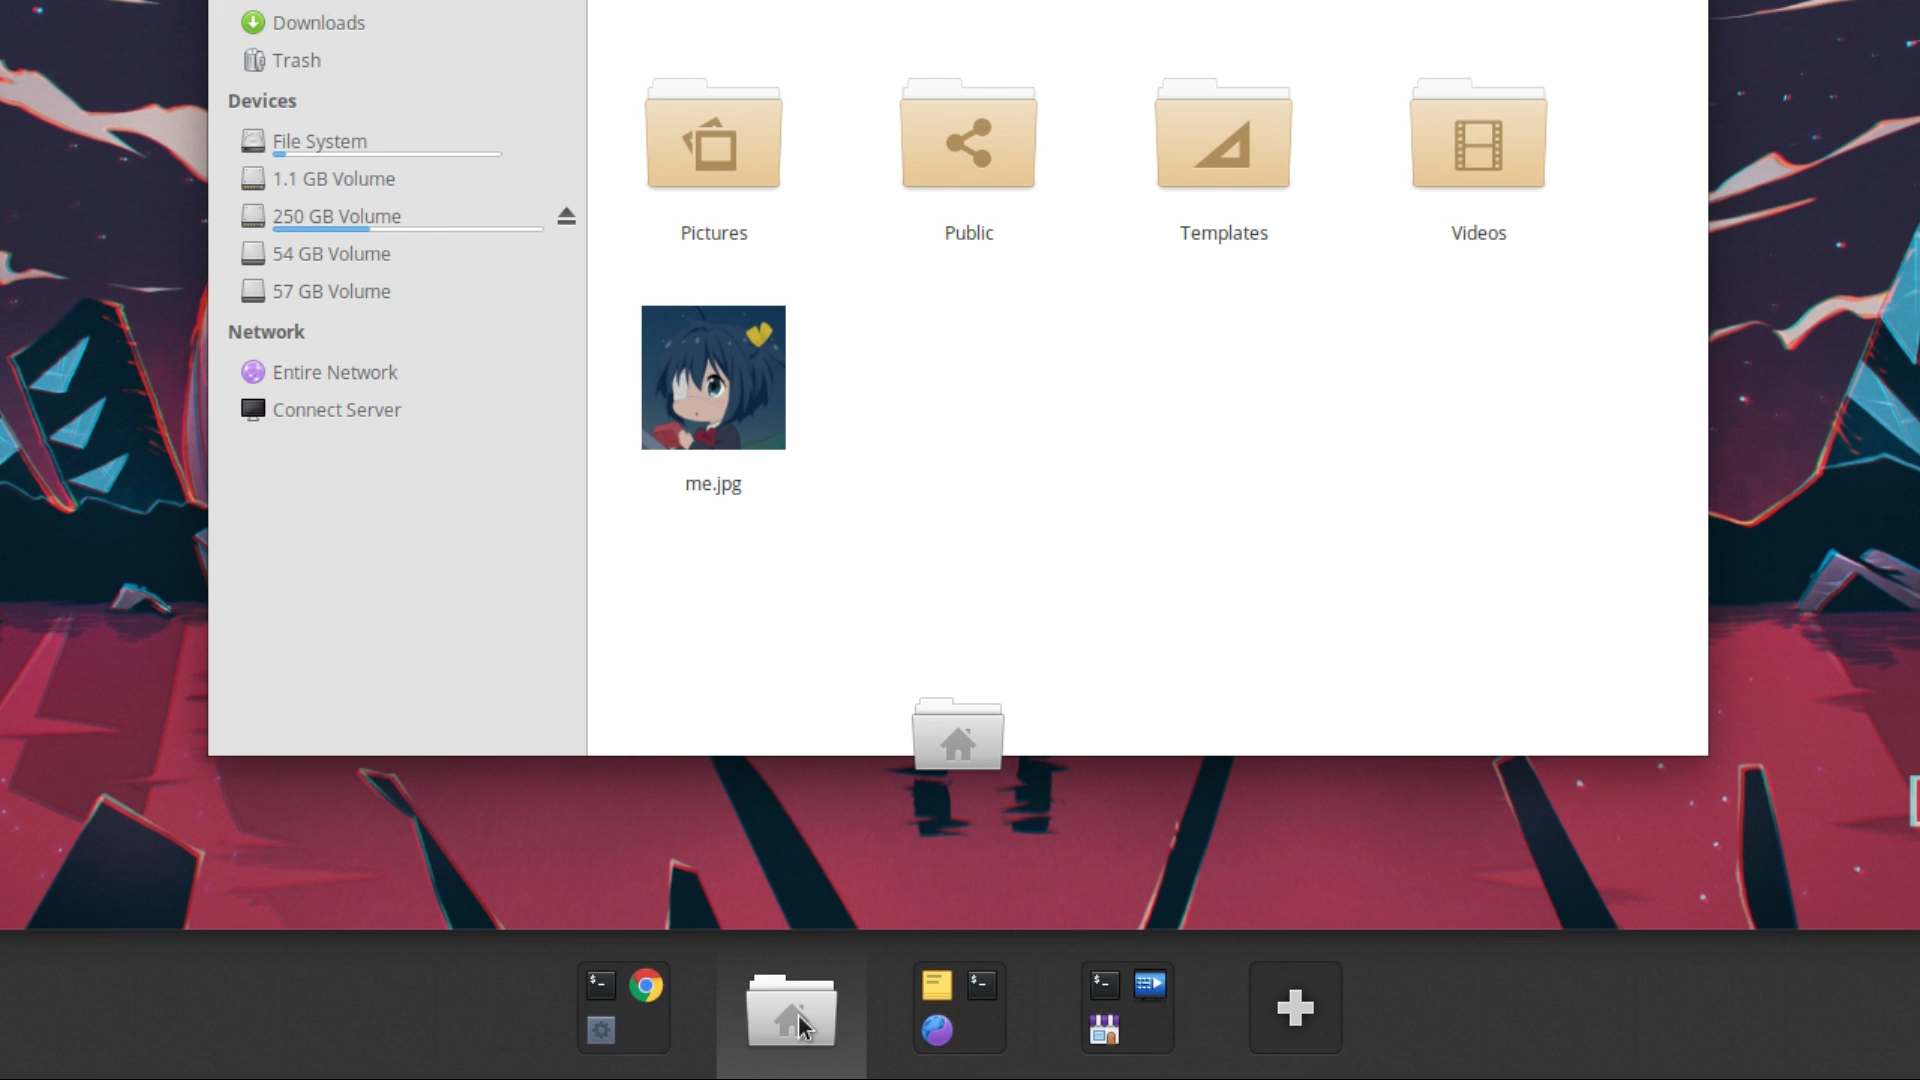 Downloads
Trash
Devices
File System
1.1 GB Volume
250 GB Volume
54 GB Volume
57 GB Volume
Network
Entire Network
Connect Server
Pictures
Public
Templates
Videos
me.jpg
$-
$-
$-